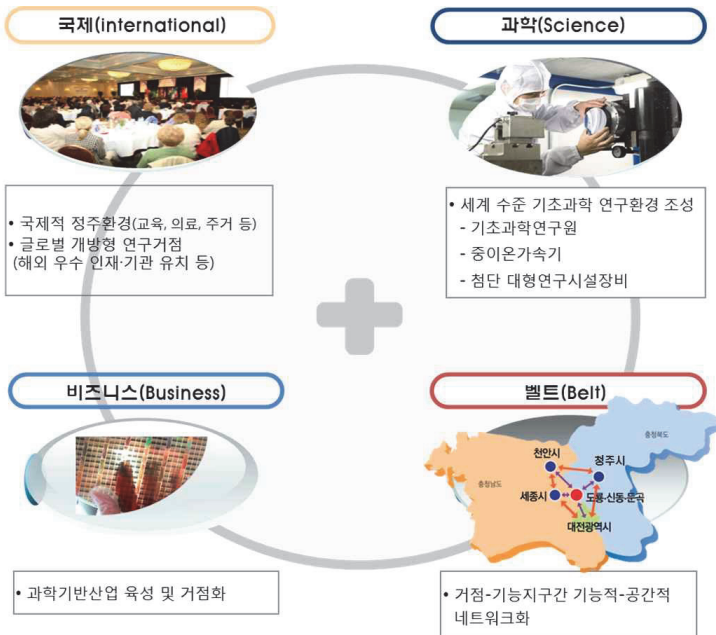 국제(international)
• 국제적 정주환경(교육, 의료, 주거 등)
• 글로벌 개방형 연구거점
(해외 우수 인재·기관 유치 등)
과학(Science)
• 세계 수준 기초과학 연구환경 조성
- 기초과학연구원
- 중이온가속기
- 첨단 대형연구시설장비
비즈니스(Business)
• 과학기반산업 육성 및 거점화
벨트(Belt)
충청북도
천안시
청주시
충청남도
세종시
도룡·신동·둔곡
대전광역시
• 거점-기능지구간 기능적-공간적
네트워크화